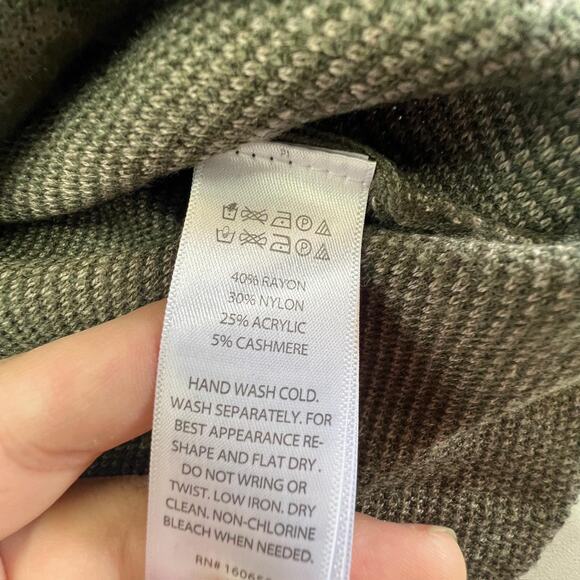 40% RAYON
30% NYLON
25% ACRYLIC
5% CASHMERE
HAND WASH COLD.
WASH SEPARATELY. FOR
BEST APPEARANCE RE-
SHAPE AND FLAT DRY.
DO NOT WRING OR
TWIST. LOW IRON. DRY
CLEAN. NON-CHLORINE
BLEACH WHEN NEEDED.
RN#